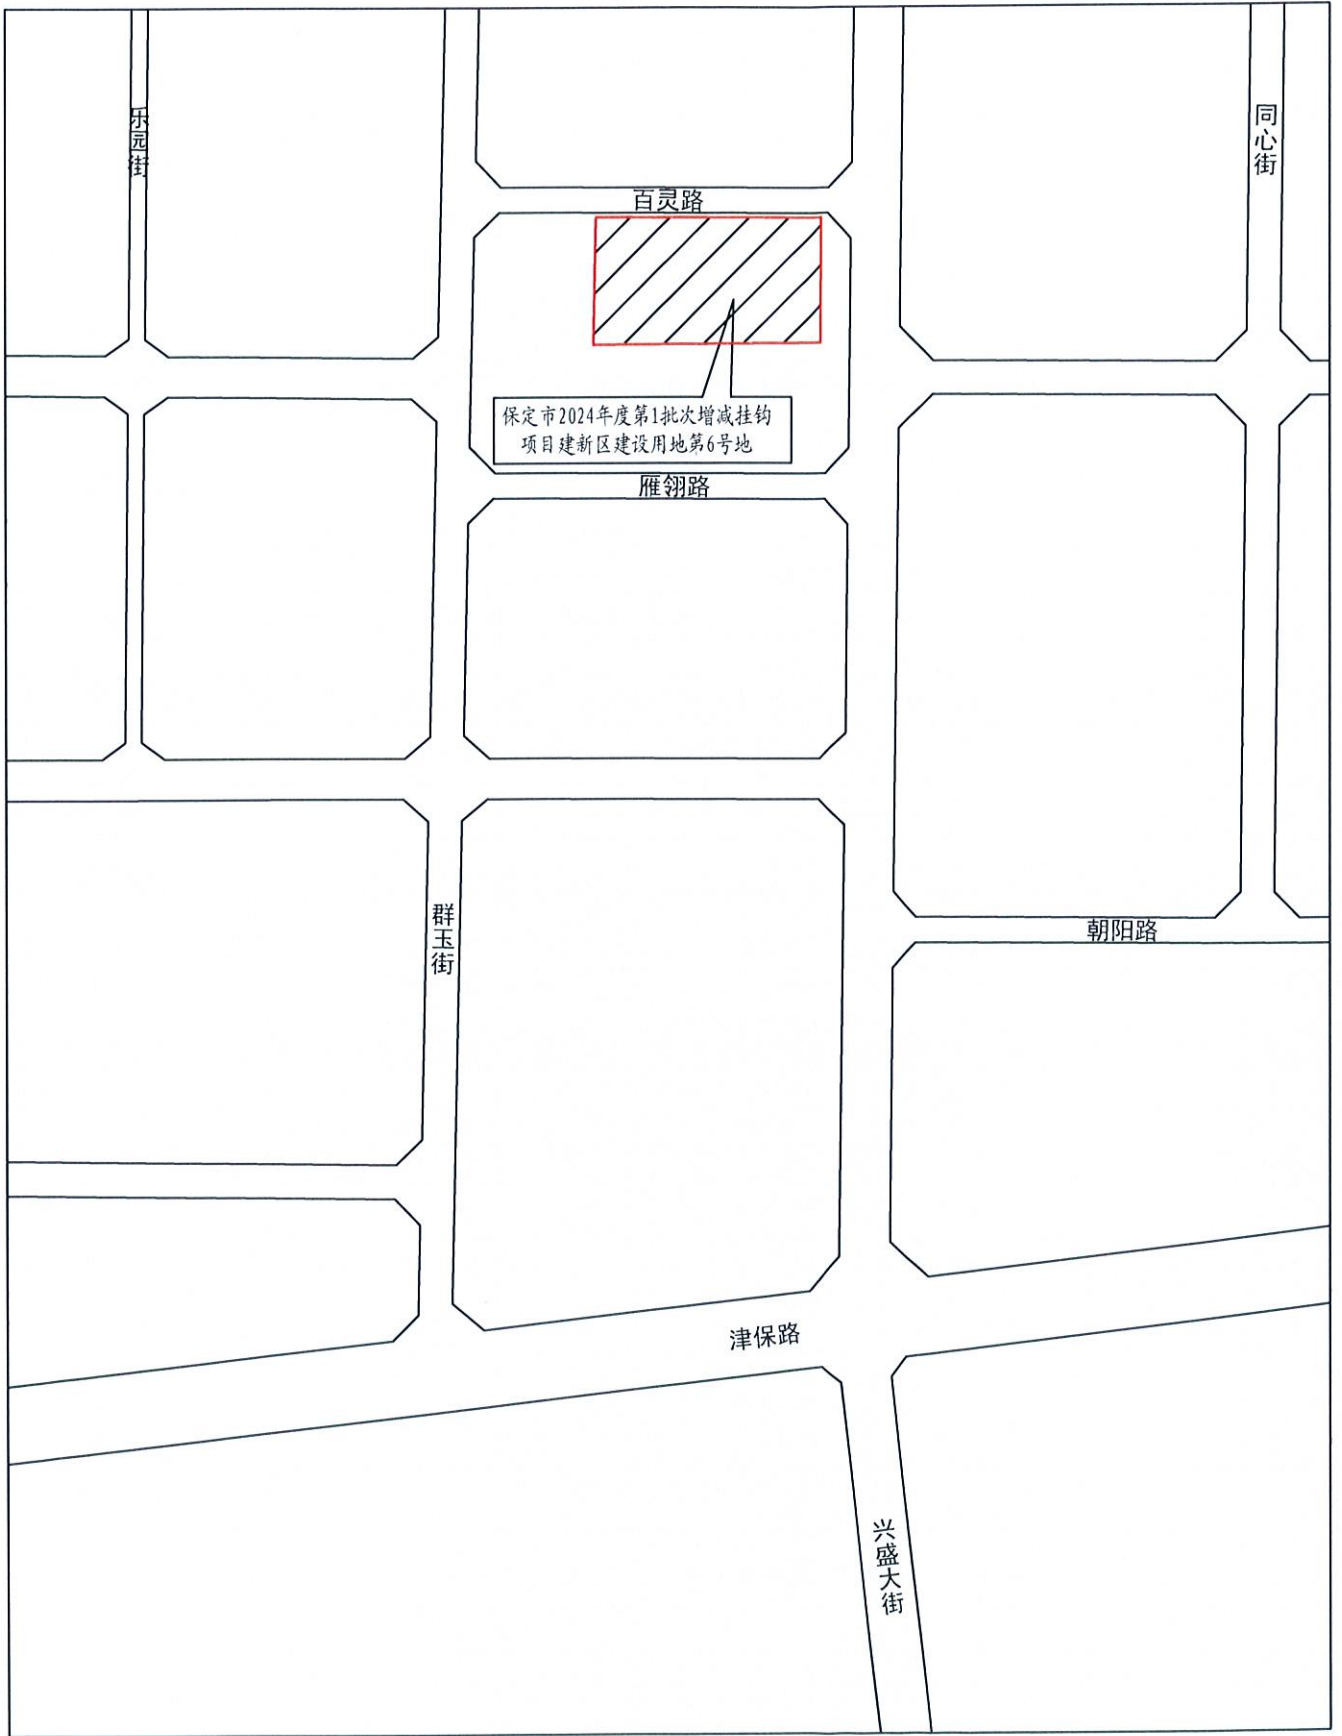 乐园街
同心街
百灵路
保定市2024年度第1批次增减挂钩
项目建新区建设用地第6号地
雁翎路
群玉街
朝阳路
津保路
兴盛大街